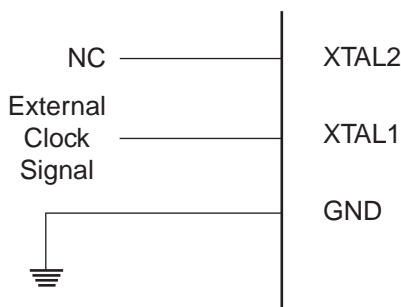 NC
XTAL2
External
Clock
Signal
XTAL1
GND